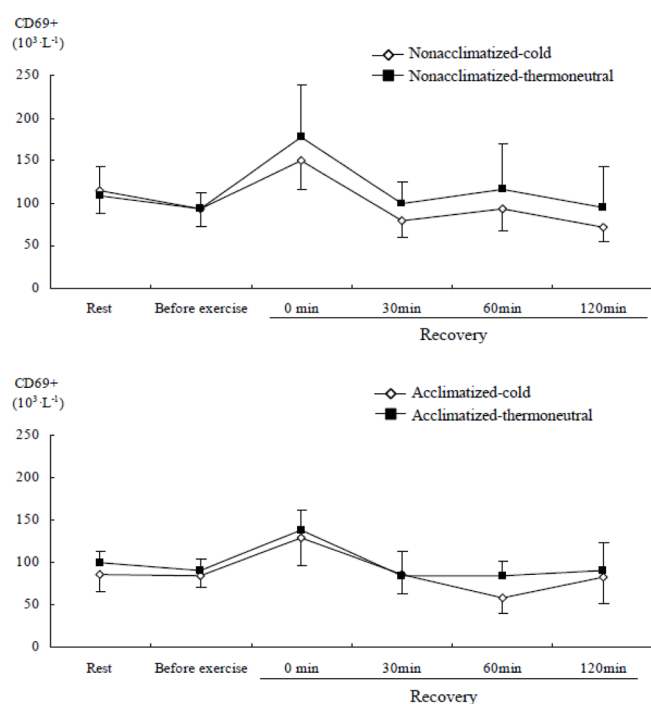 CD69+
(10³·L⁻¹)
Nonacclimatized-cold
Nonacclimatized-thermoneutral
250
200
150
100
50
0
Rest Before exercise 0 min 30min 60min 120min
Recovery
CD69+
(10³·L⁻¹)
Acclimatized-cold
Acclimatized-thermoneutral
250
200
150
100
50
0
Rest Before exercise 0 min 30min 60min 120min
Recovery